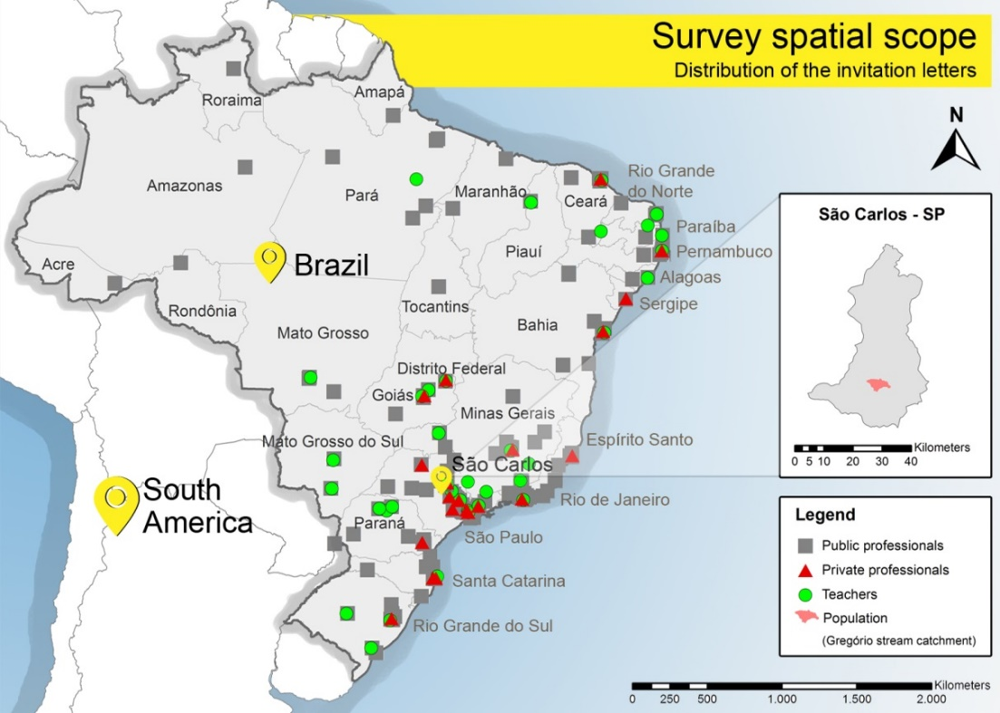 Survey spatial scope
Distribution of the invitation letters
N
Roraima
Amapá
Amazonas
Pará
Maranhão
Ceará
Rio Grande
do Norte
Paraíba
Piauí
Pernambuco
Acre
Brazil
Alagoas
Rondônia
Tocantins
Sergipe
Mato Grosso
Bahia
Distrito Federal
Goiás
Minas Gerais
Mato Grosso do Sul
Espírito Santo
São Carlos
South
America
Rio de Janeiro
Paraná
São Paulo
Santa Catarina
Rio Grande do Sul
São Carlos - SP
Kilometers
0 5 10 20 30 40
Legend
Public professionals
Private professionals
Teachers
Population
(Gregório stream catchment)
Kilometers
0 250 500 1.000 1.500 2.000